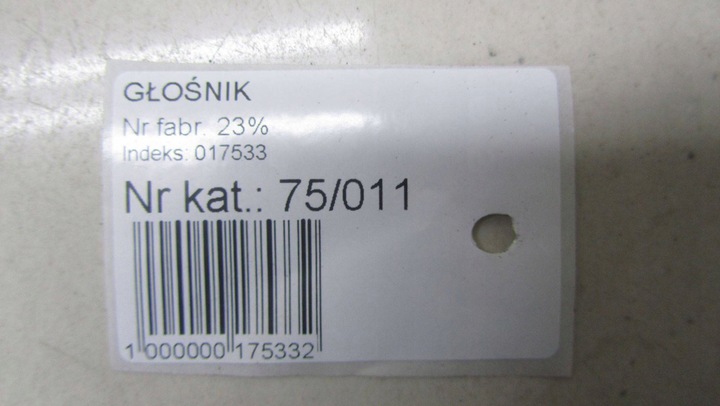 GŁOŚNIK
Nr fabr. 23%
Indeks: 017533
Nr kat.: 75/011
1 000000 175332